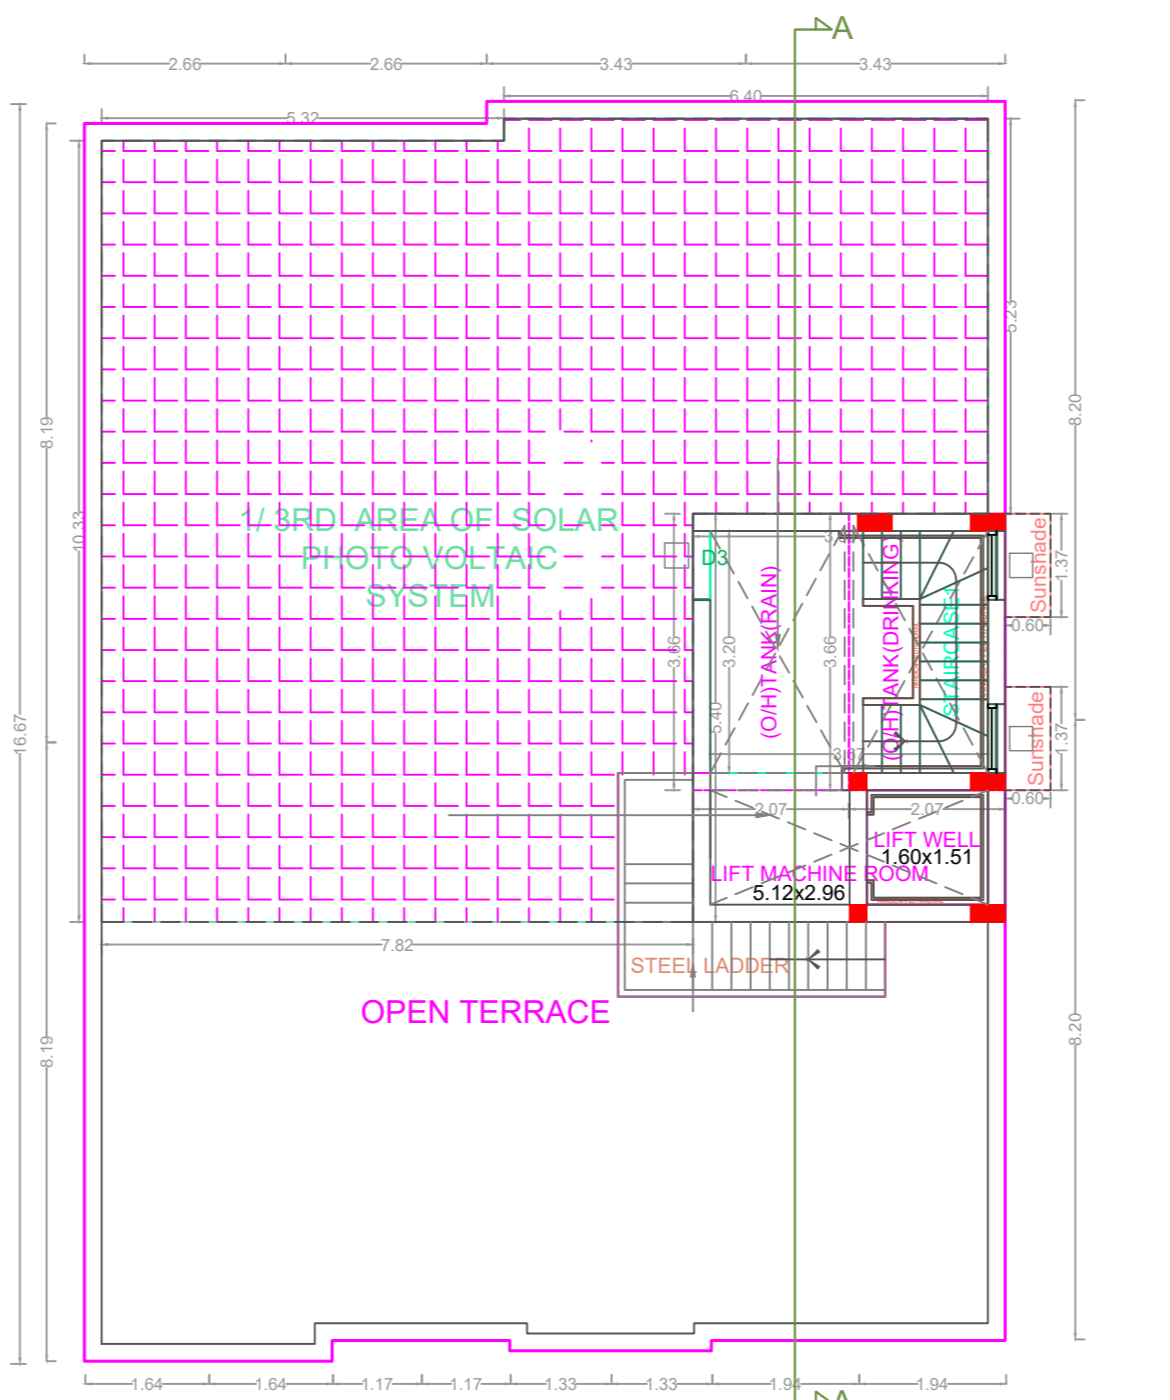 A
2.66
2.66
3.43
3.43
6.40
5.32
5.23
8.19
8.20
10.33
1/ 3RD AREA OF SOLAR
PHOTO VOLTAIC
SYSTEM
D3
(O/H)TANK(RAIN)
(O/H)TANK(DRINKING
STAIRCASE1
Sunshade
1.37
0.60
3.66
3.20
3.66
5.40
Sunshade
1.37
0.60
16.67
2.07
2.07
LIFT WELL
1.60x1.51
LIFT MACHINE ROOM
5.12x2.96
7.82
STEEL LADDER
OPEN TERRACE
8.19
8.20
1.64
1.64
1.17
1.17
1.33
1.33
1.94
1.94
A